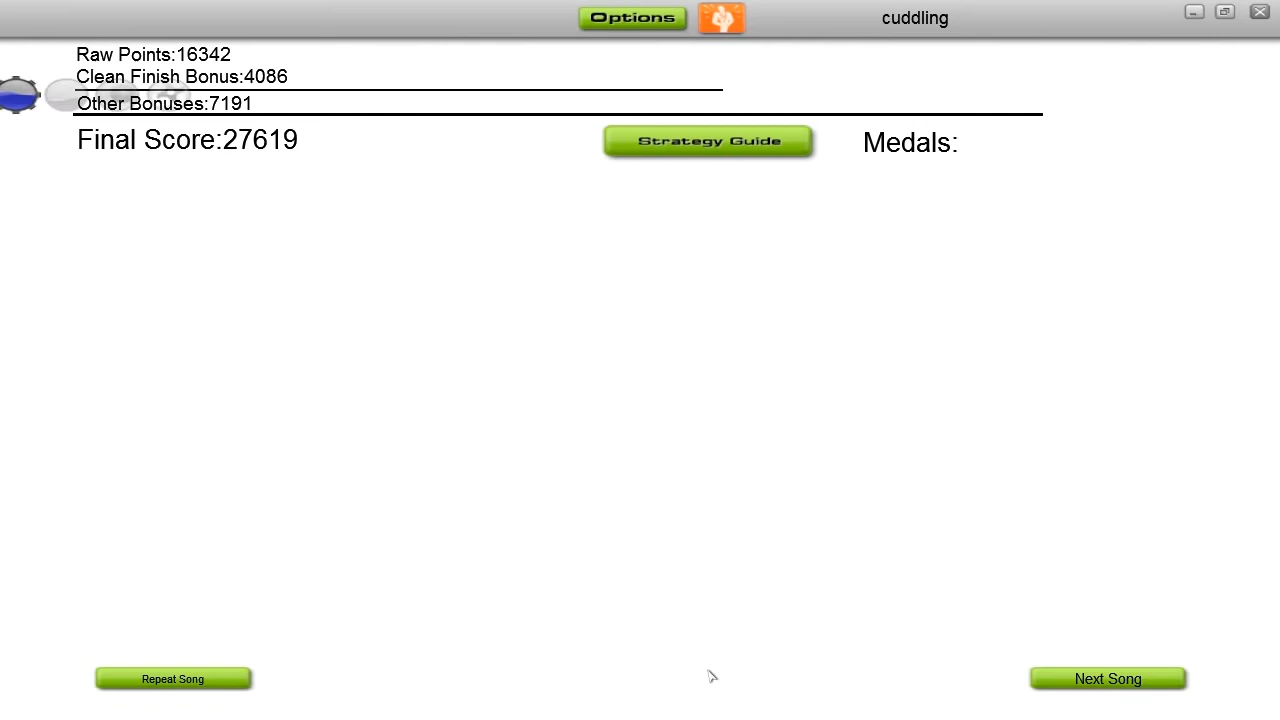 Options
cuddling
Raw Points:16342
Clean Finish Bonus:4086
Other Bonuses:7191
Final Score:27619
Strategy Guide
Medals:
Repeat Song
Next Song